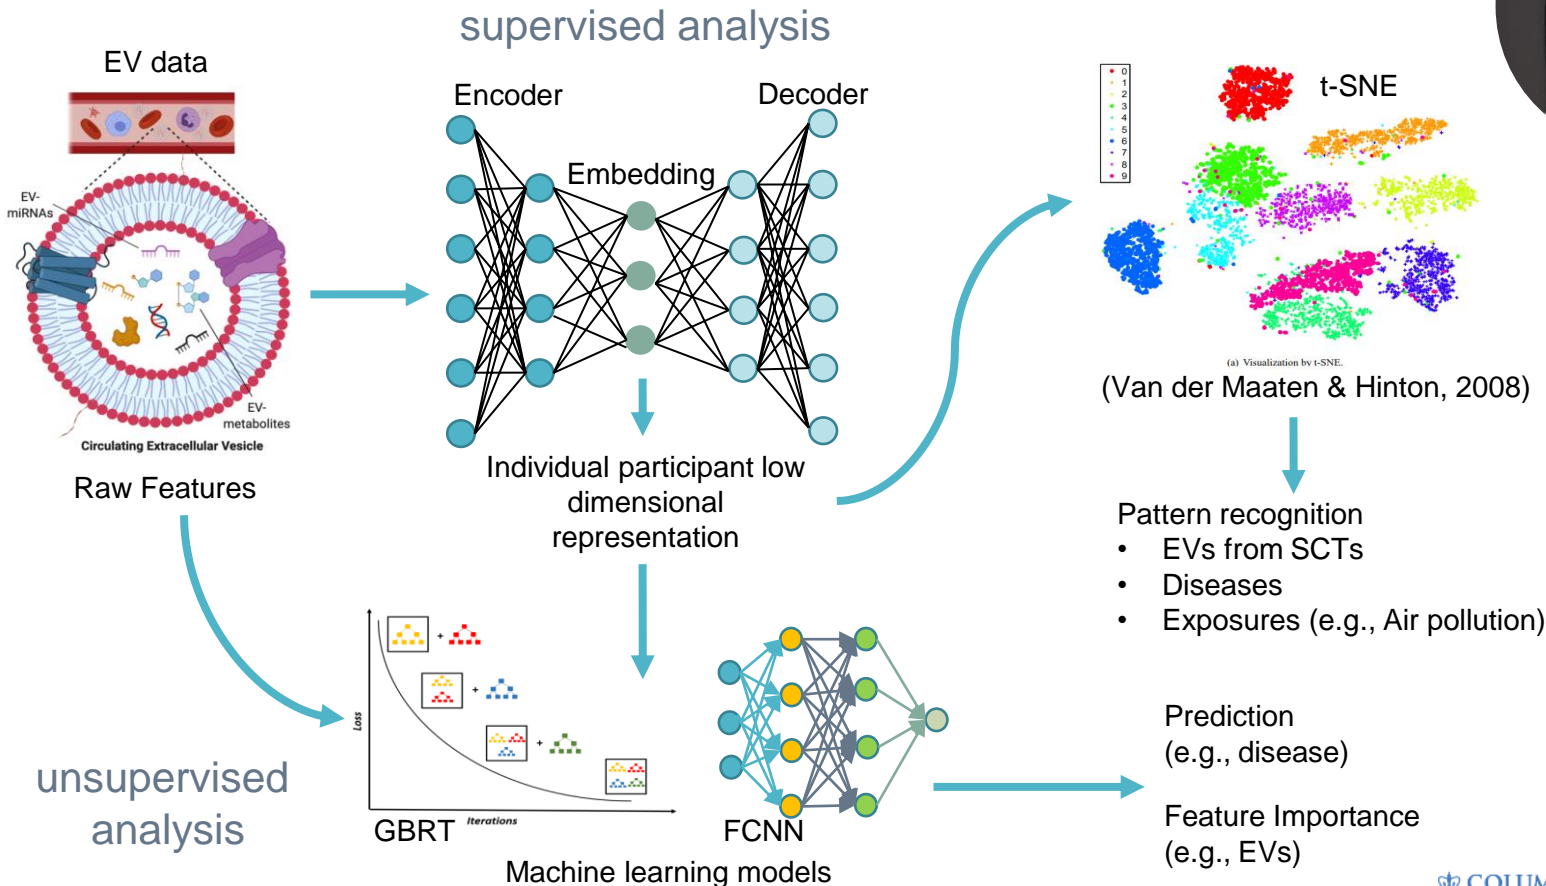 supervised analysis
EV data
Encoder
Decoder
Embedding
EV-
miRNAs
EV-
metabolites
Circulating Extracellular Vesicle
Raw Features
Individual participant low
dimensional
representation
0
1
2
3
4
5
6
7
8
9
t-SNE
(a) Visualization by t-SNE.
(Van der Maaten & Hinton, 2008)
Pattern recognition
• EVs from SCTs
• Diseases
• Exposures (e.g., Air pollution)
unsupervised
analysis
Loss
+
+
+
Iterations
GBRT
FCNN
Machine learning models
Prediction
(e.g., disease)
Feature Importance
(e.g., EVs)
COLUM